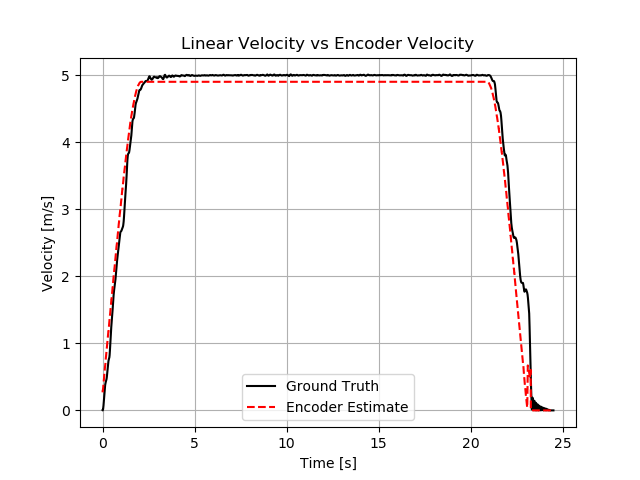 Linear Velocity vs Encoder Velocity
Velocity [m/s]
5
4
3
2
1
0
Ground Truth
Encoder Estimate
0 5 10 15 20 25
Time [s]